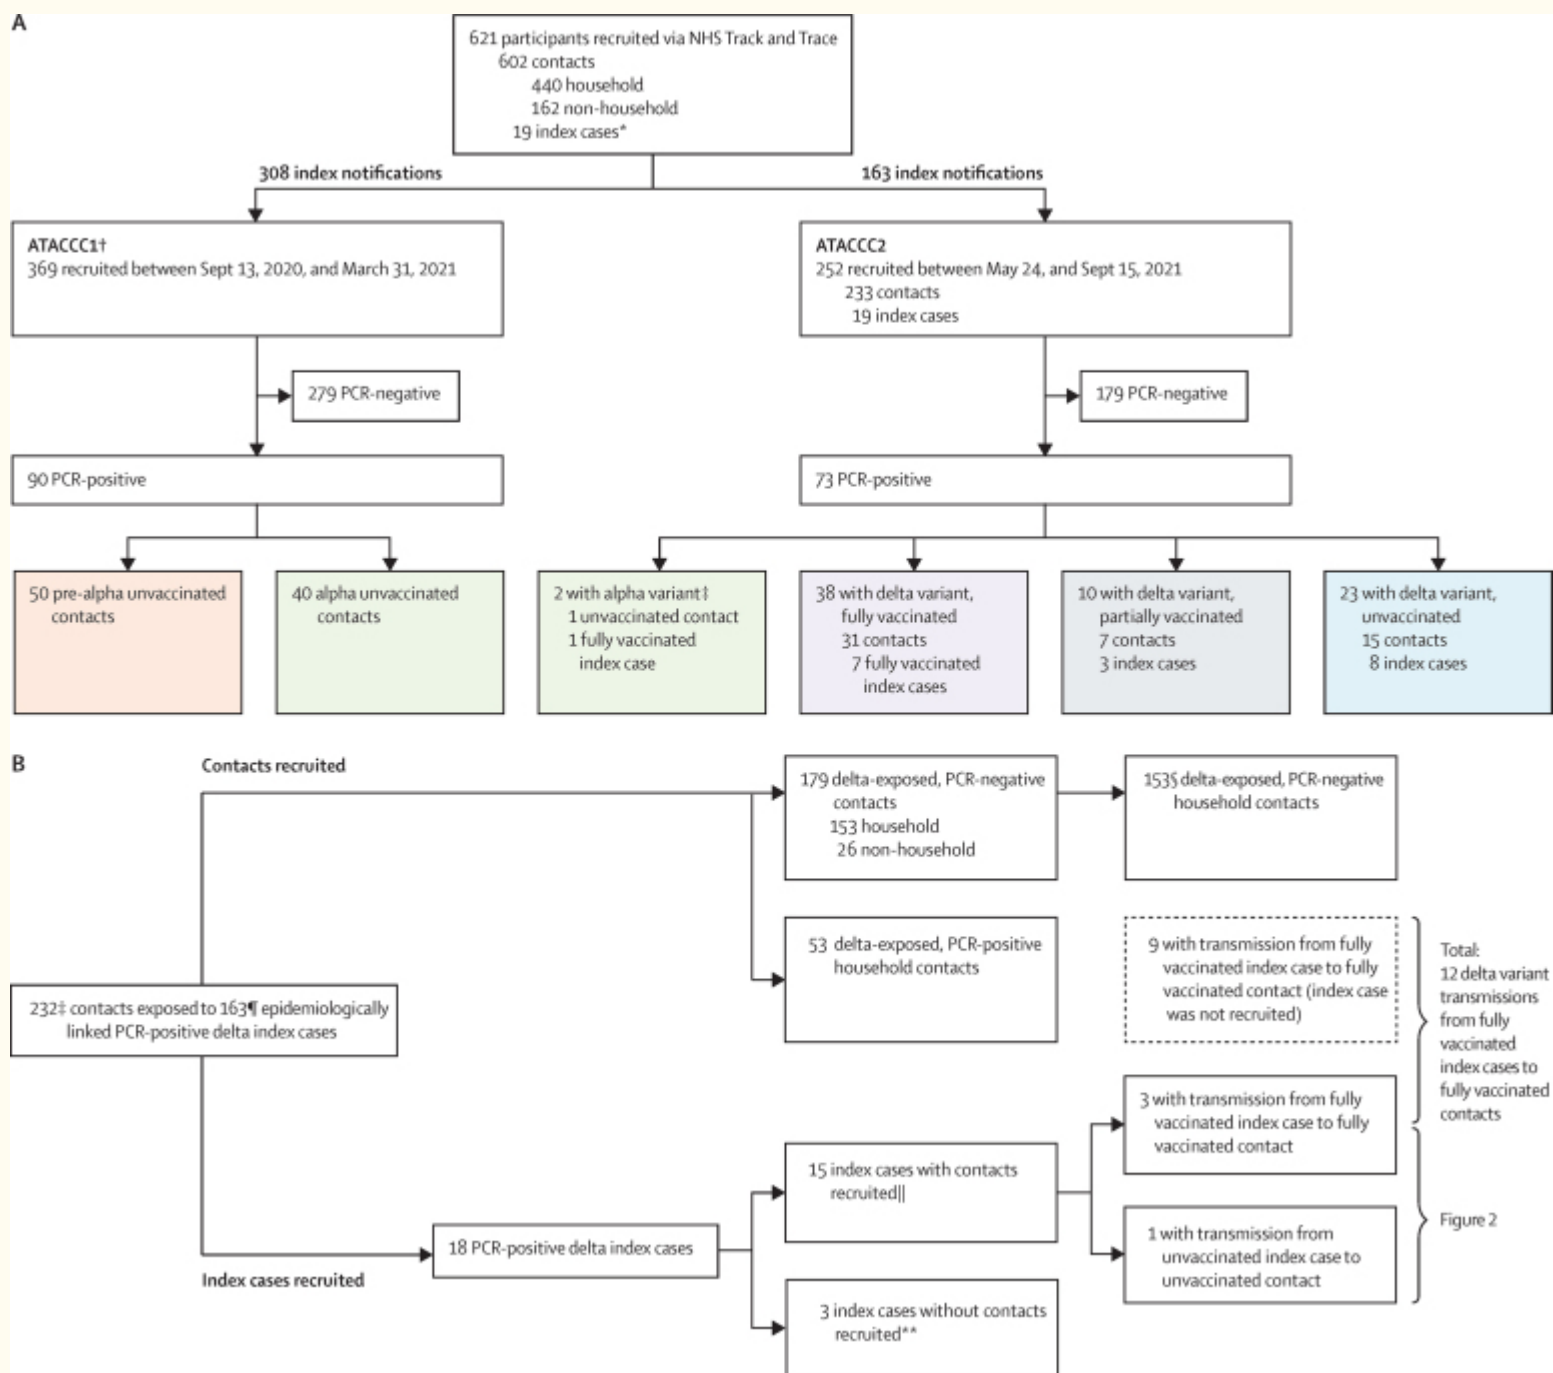 A
621 participants recruited via NHS Track and Trace
602 contacts
440 household
162 non-household
19 index cases*
308 index notifications
163 index notifications
ATACCC1†
369 recruited between Sept 13, 2020, and March 31, 2021
ATACCC2
252 recruited between May 24, and Sept 15, 2021
233 contacts
19 index cases
279 PCR-negative
179 PCR-negative
90 PCR-positive
73 PCR-positive
50 pre-alpha unvaccinated
contacts
40 alpha unvaccinated
contacts
2 with alpha variant‡
1 unvaccinated contact
1 fully vaccinated
index case
38 with delta variant,
fully vaccinated
31 contacts
7 fully vaccinated
index cases
10 with delta variant,
partially vaccinated
7 contacts
3 index cases
23 with delta variant,
unvaccinated
15 contacts
8 index cases
B
Contacts recruited
179 delta-exposed, PCR-negative
contacts
153 household
26 non-household
153§ delta-exposed, PCR-negative
household contacts
53 delta-exposed, PCR-positive
household contacts
9 with transmission from fully
vaccinated index case to fully
vaccinated contact (index case
was not recruited)
Total:
12 delta variant
transmissions
from fully
vaccinated
index cases to
fully vaccinated
contacts
232‡ contacts exposed to 163¶ epidemiologically
linked PCR-positive delta index cases
3 with transmission from fully
vaccinated index case to fully
vaccinated contact
15 index cases with contacts
recruited||
1 with transmission from
unvaccinated index case to
unvaccinated contact
Figure 2
18 PCR-positive delta index cases
Index cases recruited
3 index cases without contacts
recruited**